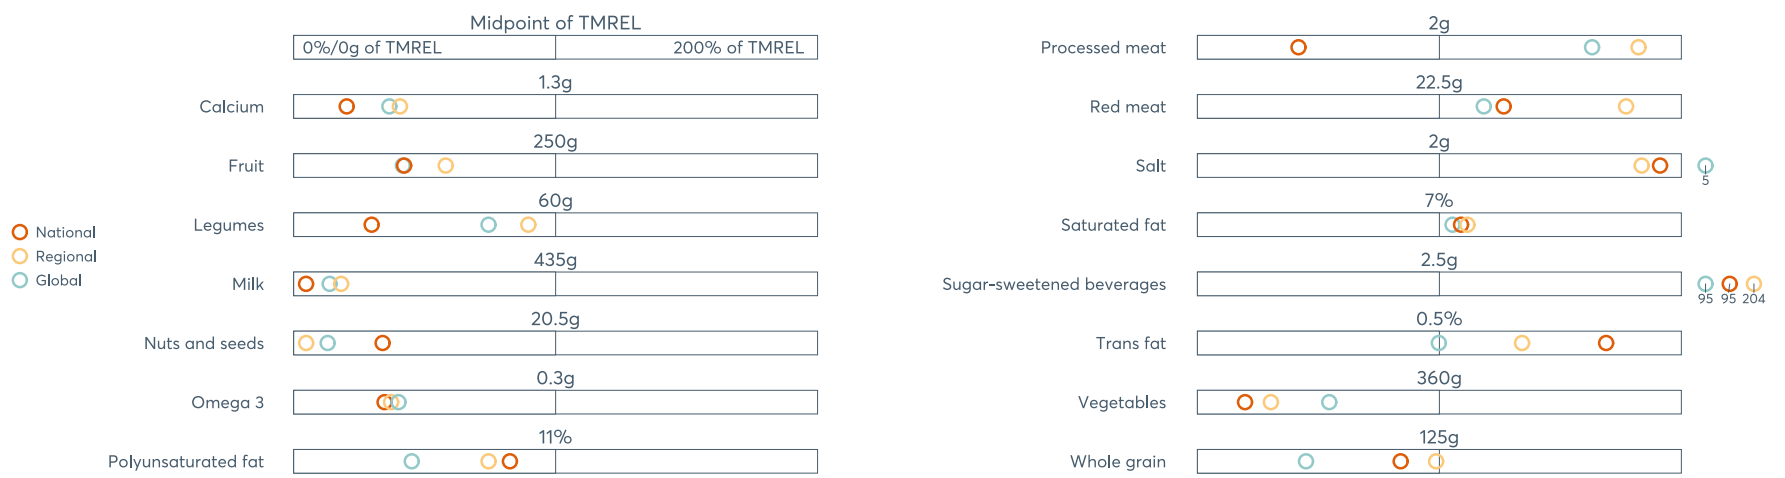 Midpoint of TMREL
0%/0g of TMREL 200% of TMREL
1.3g
Calcium
250g
Fruit
60g
Legumes
435g
Milk
20.5g
Nuts and seeds
0.3g
Omega 3
11%
Polyunsaturated fat
National
Regional
Global
2g
Processed meat
22.5g
Red meat
2g
Salt
5
7%
Saturated fat
2.5g
Sugar-sweetened beverages
95 95 204
0.5%
Trans fat
360g
Vegetables
125g
Whole grain